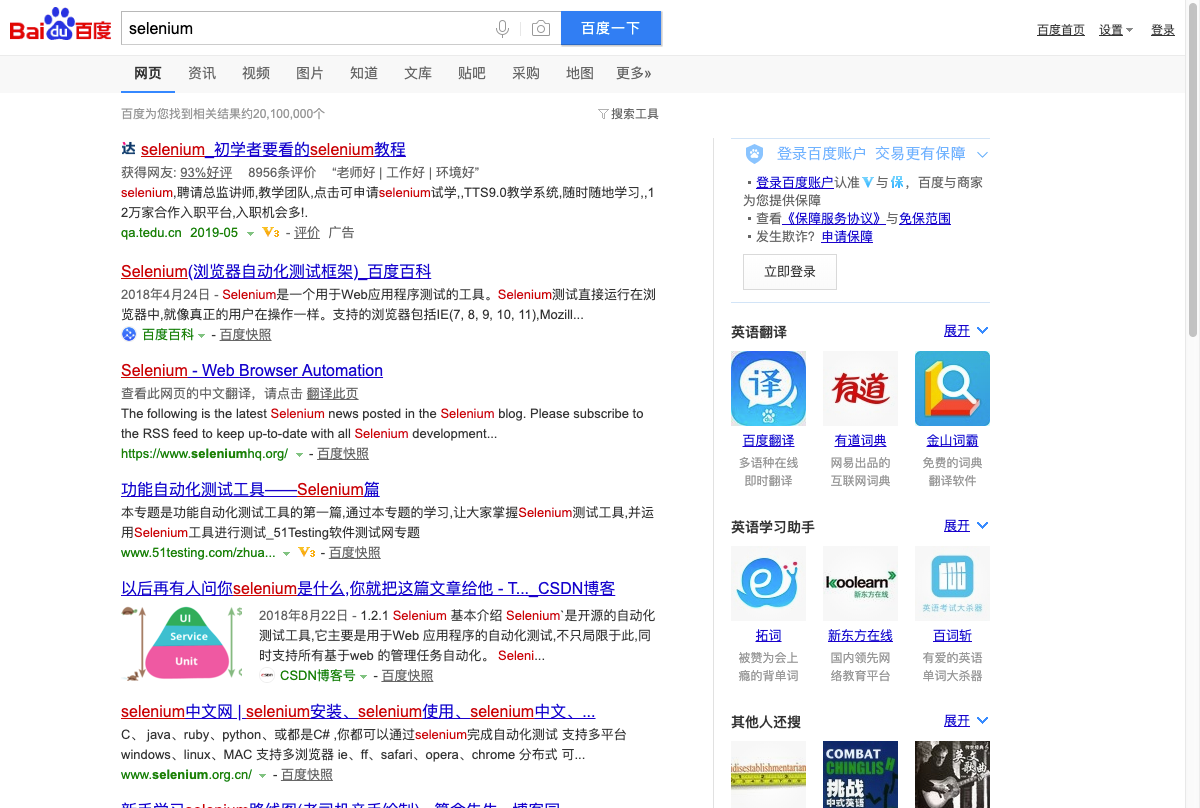 Bai du 百度
selenium
百度一下
百度首页 设置 登录
网页 资讯 视频 图片 知道 文库 贴吧 采购 地图 更多»
百度为您找到相关结果约20,100,000个
搜索工具
达 selenium_初学者要看的selenium教程
获得网友: 93%好评 8956条评价 “老师好 | 工作好 | 环境好”
selenium,聘请总监讲师,教学团队,点击可申请selenium试学,,TTS9.0教学系统,随时随地学习,,1
2万家合作入职平台,入职机会多!.
qa.tedu.cn 2019-05 V3 - 评价 广告
Selenium(浏览器自动化测试框架)_百度百科
2018年4月24日 - Selenium是一个用于Web应用程序测试的工具。Selenium测试直接运行在浏
览器中,就像真正的用户在操作一样。支持的浏览器包括IE(7, 8, 9, 10, 11),Mozill...
百度百科 - 百度快照
Selenium - Web Browser Automation
查看此网页的中文翻译，请点击 翻译此页
The following is the latest Selenium news posted in the Selenium blog. Please subscribe to
the RSS feed to keep up-to-date with all Selenium development...
https://www.seleniumhq.org/ - 百度快照
功能自动化测试工具——Selenium篇
本专题是功能自动化测试工具的第一篇,通过本专题的学习,让大家掌握Selenium测试工具,并运
用Selenium工具进行测试_51Testing软件测试网专题
www.51testing.com/zhua... V3 - 百度快照
以后再有人问你selenium是什么,你就把这篇文章给他 - T..._CSDN博客
UI
Service
Unit
$
2018年8月22日 - 1.2.1 Selenium 基本介绍 Selenium`是开源的自动化
测试工具,它主要是用于Web 应用程序的自动化测试,不只局限于此,同
时支持所有基于web 的管理任务自动化。 Seleni...
CSDN博客号 - 百度快照
selenium中文网 | selenium安装、selenium使用、selenium中文、...
C、 java、ruby、python、或都是C# ,你都可以通过selenium完成自动化测试 支持多平台
windows、linux、MAC 支持多浏览器 ie、ff、safari、opera、chrome 分布式 可...
www.selenium.org.cn/ - 百度快照
新手学习selenium路线图(老司机亲手绘制) - 简舍先生 - 博客园
登录百度账户 交易更有保障
·登录百度账户认准V与保，百度与商家
为您提供保障
·查看《保障服务协议》与免保范围
·发生欺诈？申请保障
立即登录
英语翻译 展开
译 有道
百度翻译 有道词典 金山词霸
多语种在线 网易出品的 免费的词典
即时翻译 互联网词典 翻译软件
英语学习助手 展开
koolearn
新东方在线
英语考试大杀器
拓词 新东方在线 百词斩
被赞为会上 国内领先网 有爱的英语
瘾的背单词 络教育平台 单词大杀器
其他人还搜 展开
COMBAT
CHINGLISH
挑战
中式英语